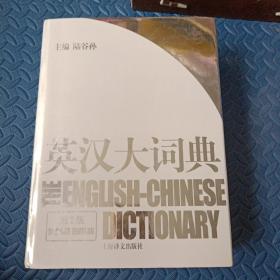 主编 陆谷孙
英汉大词典
THE ENGLISH-CHINESE
DICTIONARY
第2版
上海译文出版社